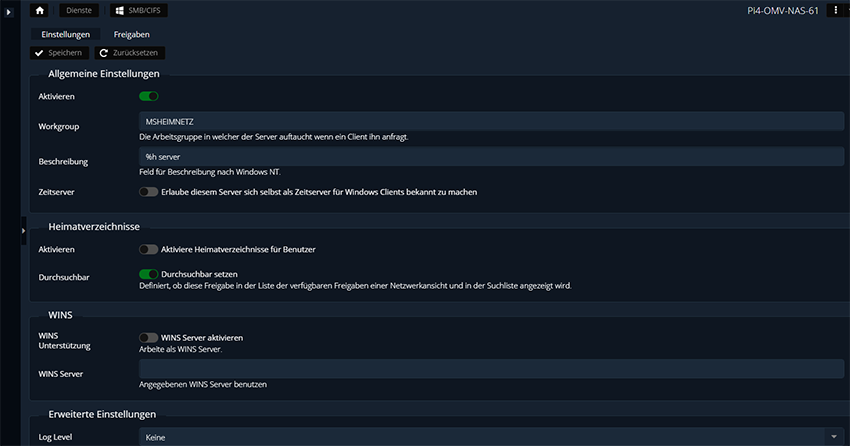 Dienste SMB/CIFS PI4-OMV-NAS-61
Einstellungen Freigaben
Speichern Zurücksetzen
Allgemeine Einstellungen
Aktivieren
Workgroup MSHEIMNETZ
Die Arbeitsgruppe in welcher der Server auftaucht wenn ein Client ihn anfragt.
Beschreibung %h server
Feld für Beschreibung nach Windows NT.
Zeitserver Erlaube diesem Server sich selbst als Zeitserver für Windows Clients bekannt zu machen
Heimatverzeichnisse
Aktivieren Aktiviere Heimatverzeichnisse für Benutzer
Durchsuchbar Durchsuchbar setzen
Definiert, ob diese Freigabe in der Liste der verfügbaren Freigaben einer Netzwerkansicht und in der Suchliste angezeigt wird.
WINS
WINS Unterstützung WINS Server aktivieren
Arbeite als WINS Server.
WINS Server
Angegebenen WINS Server benutzen
Erweiterte Einstellungen
Log Level Keine